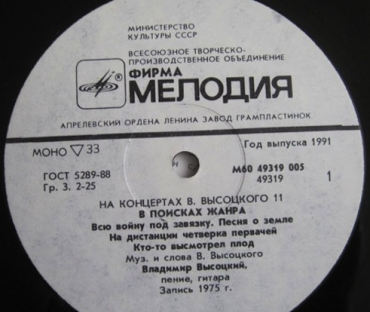 МИНИСТЕРСТВО
КУЛЬТУРЫ СССР
ВСЕСОЮЗНОЕ ТВОРЧЕСКО-
ПРОИЗВОДСТВЕННОЕ ОБЪЕДИНЕНИЕ
ФИРМА
МЕЛОДИЯ
АПРЕЛЕВСКИЙ ОРДЕНА ЛЕНИНА ЗАВОД ГРАМПЛАСТИНОК
МОНО ▽33
Год выпуска 1991
ГОСТ 5289-88
Гр. 3. 2-25
М60 49319 005
49319
1
НА КОНЦЕРТАХ В. ВЫСОЦКОГО 11
В ПОИСКАХ ЖАНРА
Всю войну под завязку. Песня о земле
На дистанции четверка первачей
Кто-то высмотрел плод
Муз. и слова В. Высоцкого
Владимир Высоцкий,
пение, гитара
Запись 1975 г.